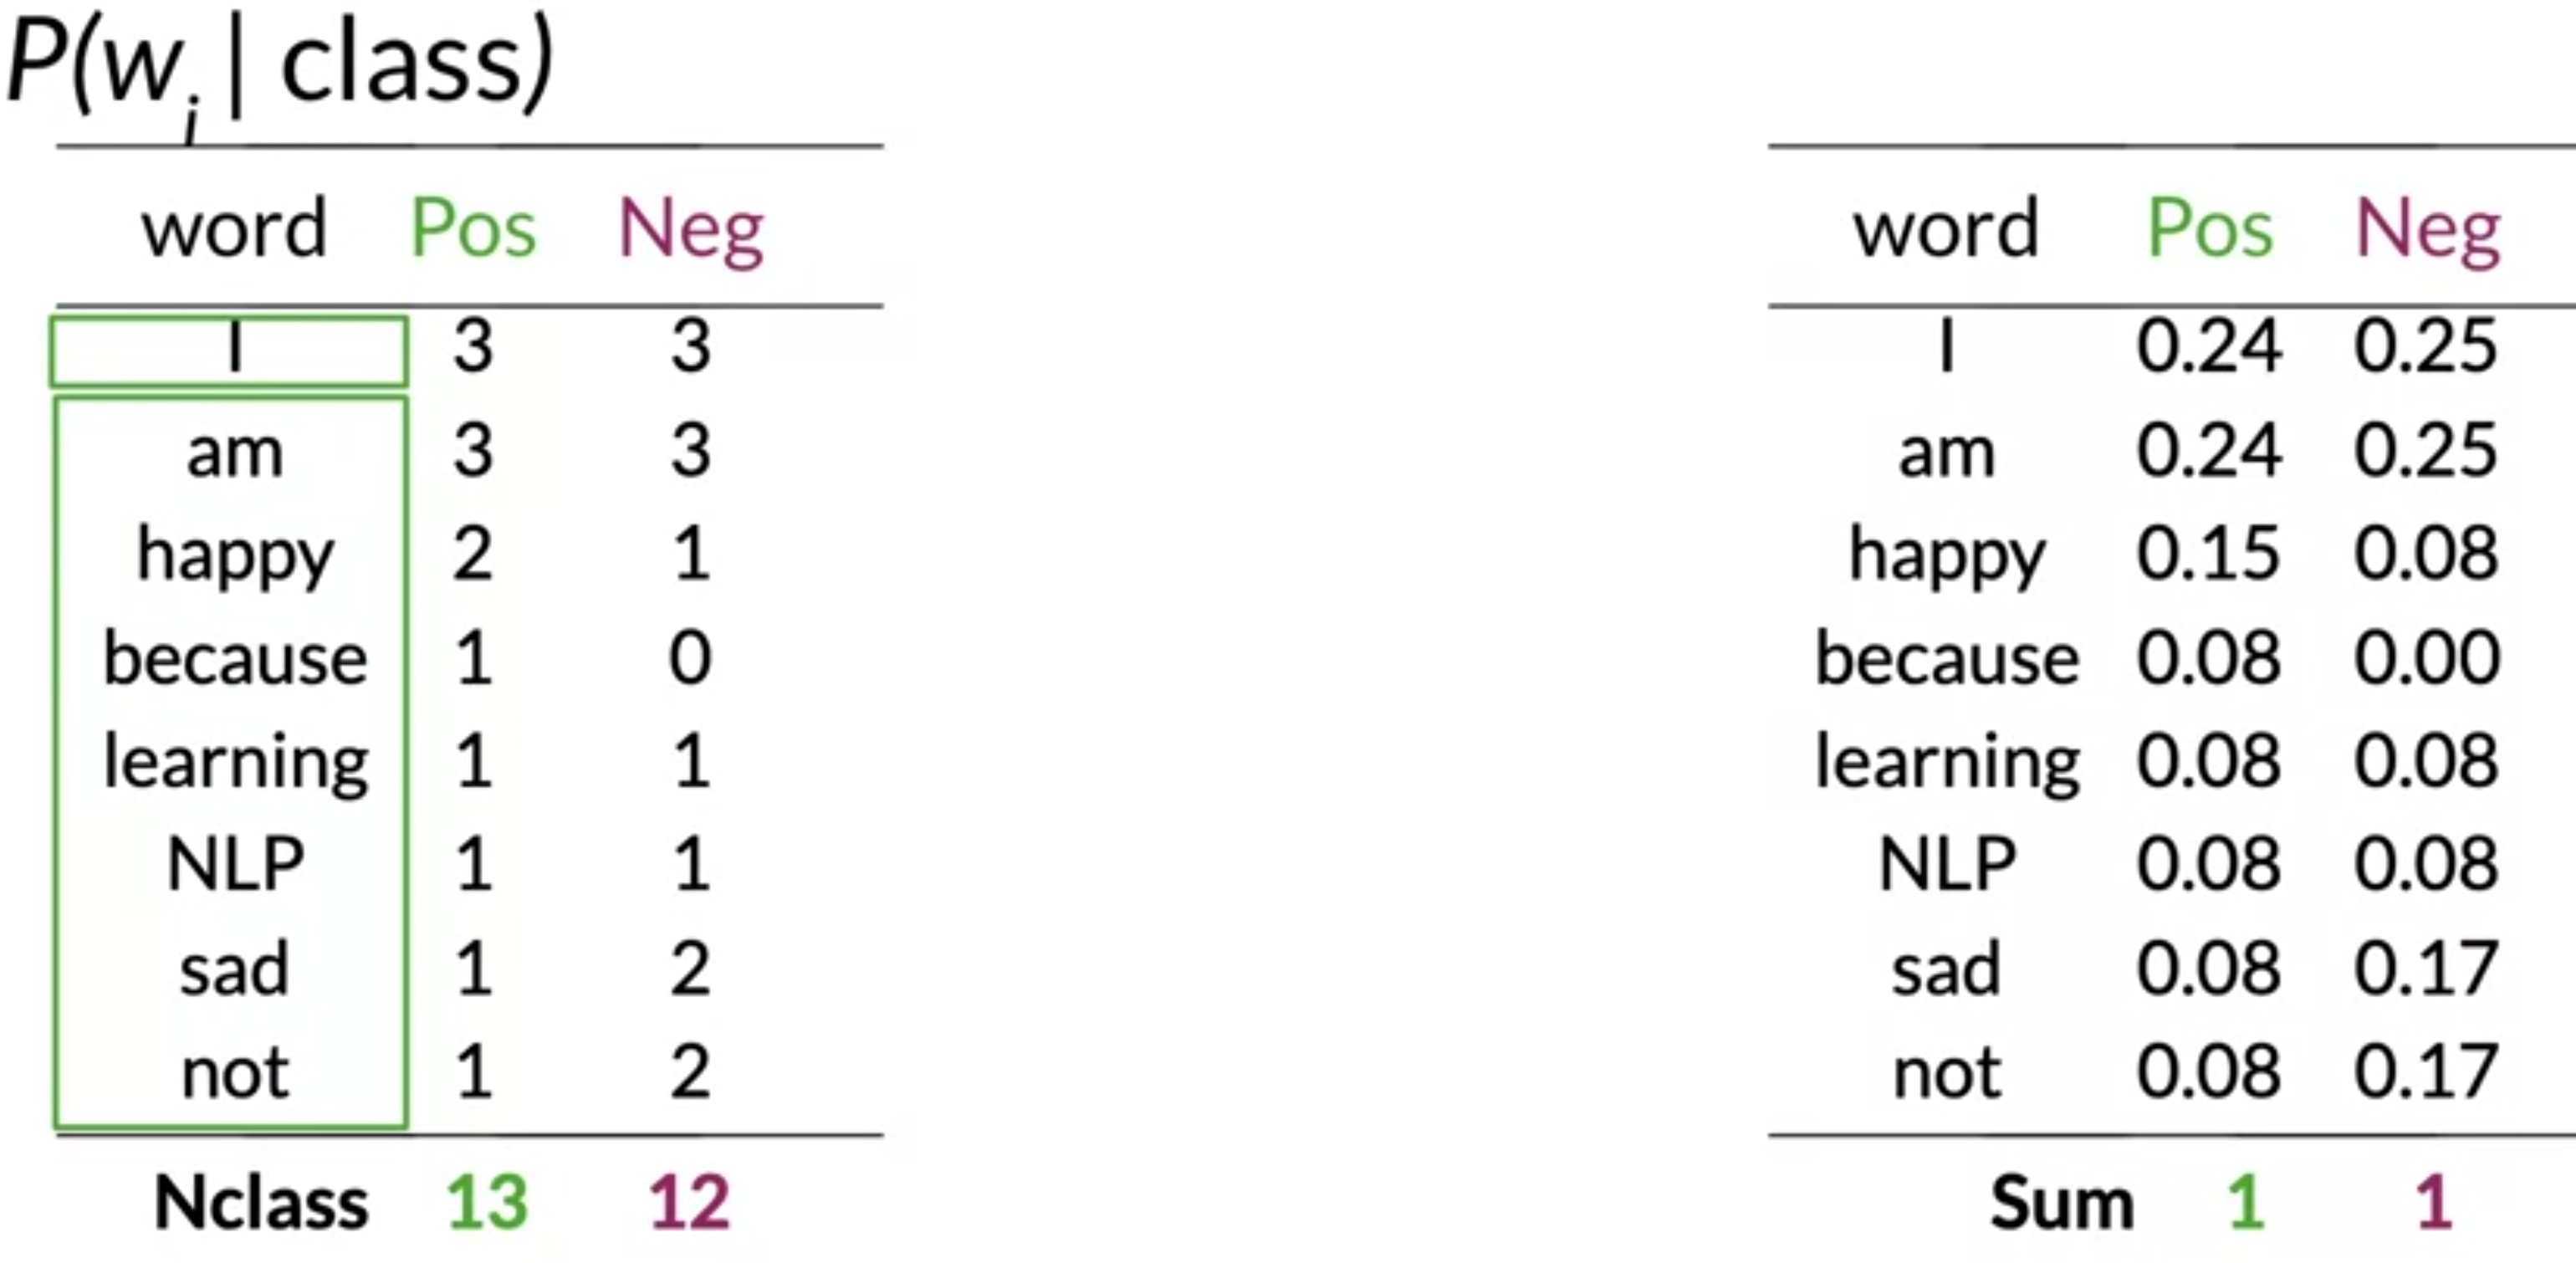 P(wi | class)
word Pos Neg
I 3 3
am 3 3
happy 2 1
because 1 0
learning 1 1
NLP 1 1
sad 1 2
not 1 2
Nclass 13 12
word Pos Neg
I 0.24 0.25
am 0.24 0.25
happy 0.15 0.08
because 0.08 0.00
learning 0.08 0.08
NLP 0.08 0.08
sad 0.08 0.17
not 0.08 0.17
Sum 1 1